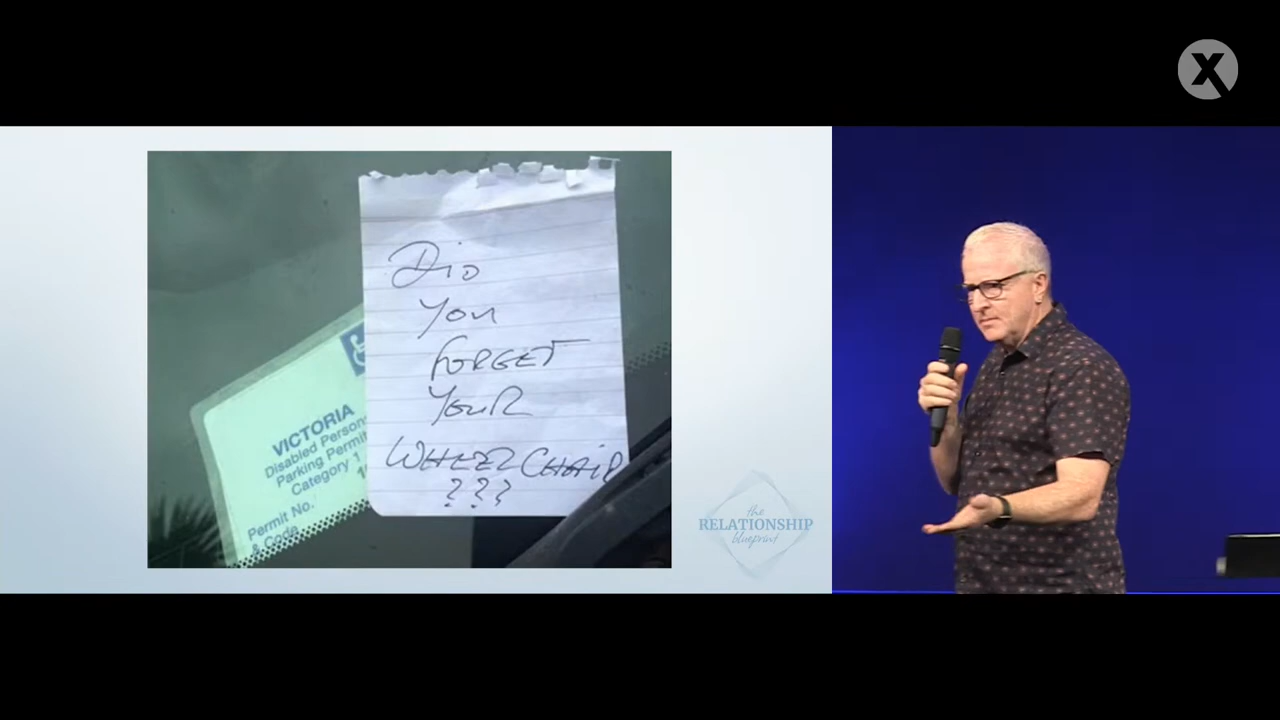 X
DID
YOU
FORGET
YOUR
WHEELCHAIR
???
VICTORIA
Disabled Person
Parking Permit
Category 1
Permit No.
& Code
the
RELATIONSHIP
blueprint